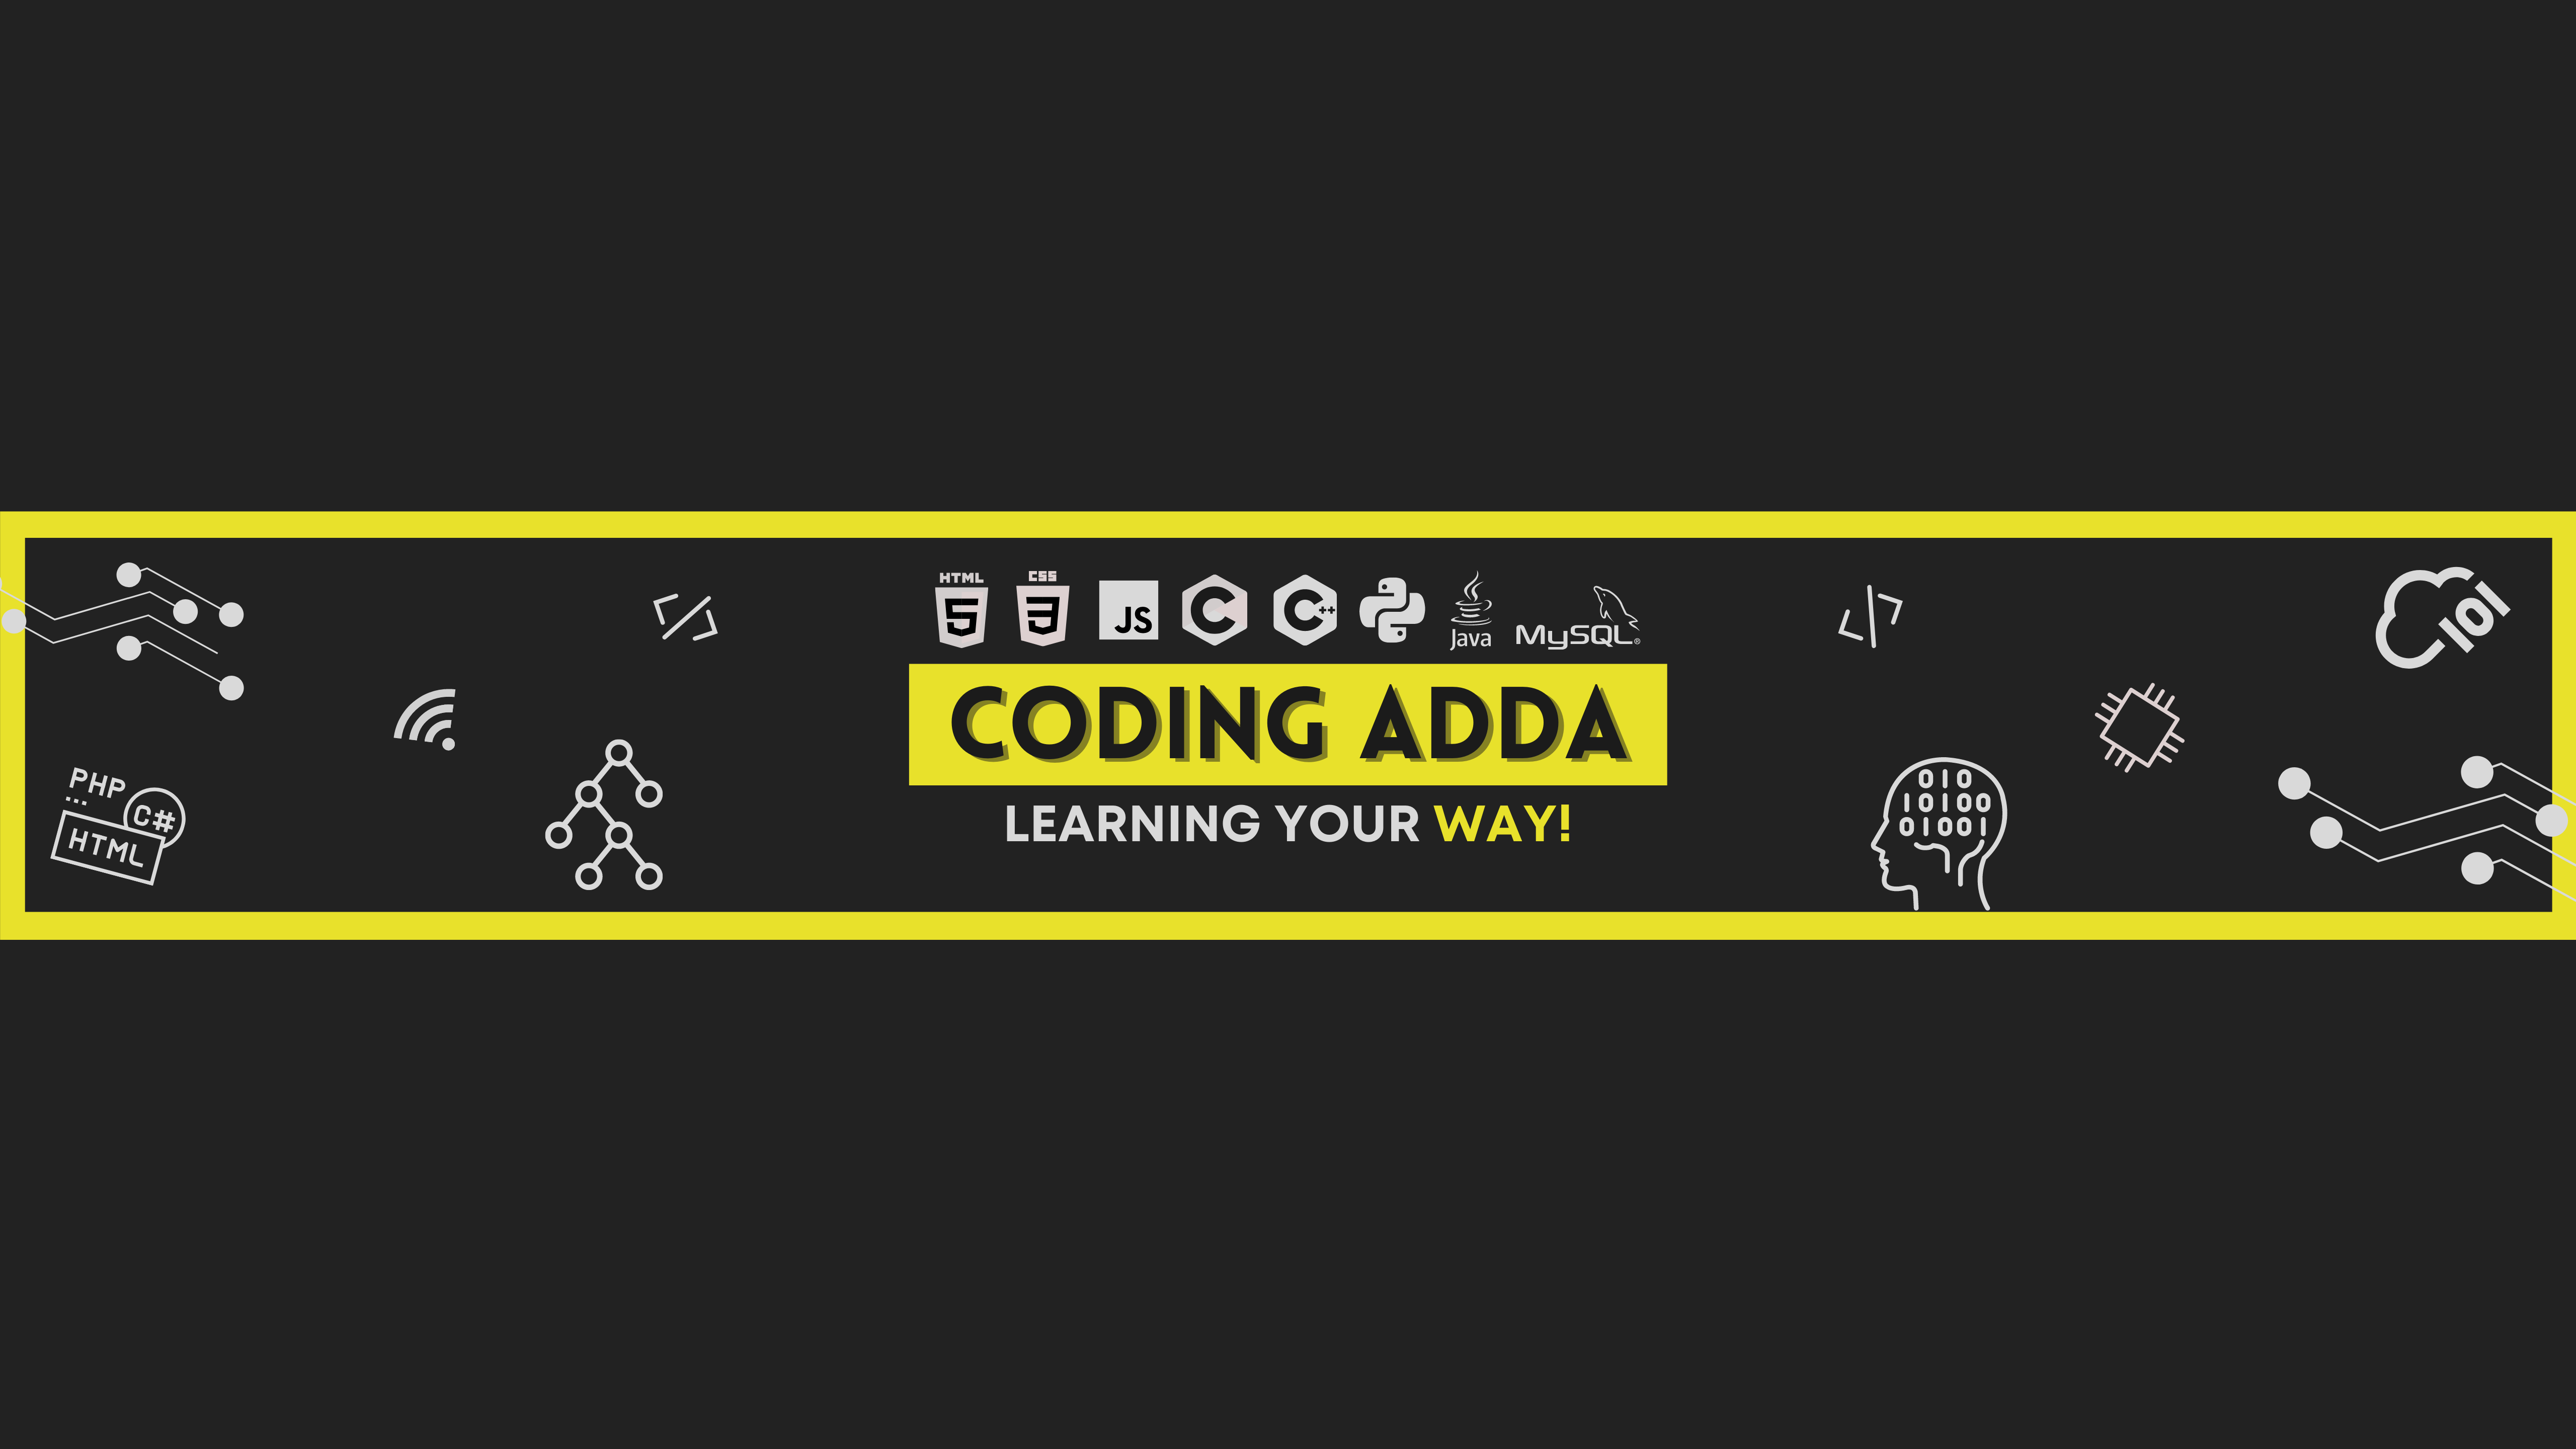 HTML
5
CSS
3
JS
C
C++
Java
MySQL®
CODING ADDA
LEARNING YOUR WAY!
PHP
C#
HTML
</>
</>
101
010
10100
01001